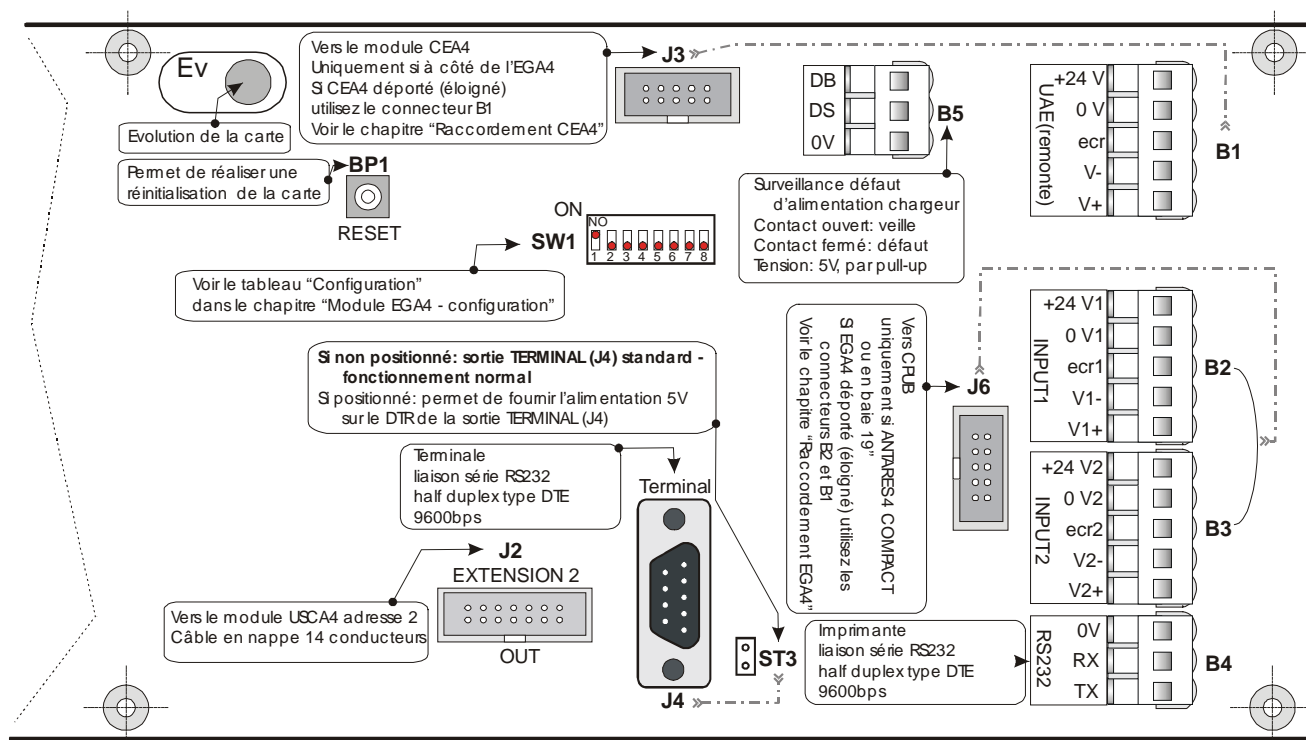 Ev
Evolution de la carte
Vers le module CEA4
Uniquement si à côté de l'EGA4
Si CEA4 déporté (éloigné)
utilisez le connecteur B1
Voir le chapitre “Raccordement CEA4”
J3
Permet de réaliser une
réinitialisation de la carte
BP1
RESET
DB
DS
0V
B5
Surveillance défaut
d'alimentation chargeur
Contact ouvert: veille
Contact fermé: défaut
Tension: 5V, par pull-up
UAE(remonte)
+24 V
0 V
ecr
V-
V+
B1
ON
NO
SW1
1 2 3 4 5 6 7 8
Voir le tableau “Configuration”
dans le chapitre “Module EGA4 - configuration”
Si non positionné: sortie TERMINAL (J4) standard -
fonctionnement normal
Si positionné: permet de fournir l'alimentation 5V
sur le DTR de la sortie TERMINAL (J4)
Terminale
liaison série RS232
half duplex type DTE
9600bps
Terminal
J4
ST3
J2
EXTENSION 2
OUT
Vers le module USCA4 adresse 2
Câble en nappe 14 conducteurs
Vers CPUB
uniquement si ANTARES 4 COMPACT
ou en baie 19”
Si EGA4 déporté (éloigné) utilisez les
connecteurs B2 et B1
Voir le chapitre “Raccordement EGA4”
J6
INPUT1
+24 V1
0 V1
ecr1
V1-
V1+
B2
INPUT2
+24 V2
0 V2
ecr2
V2-
V2+
B3
Imprimante
liaison série RS232
half duplex type DTE
9600bps
RS232
0V
RX
TX
B4